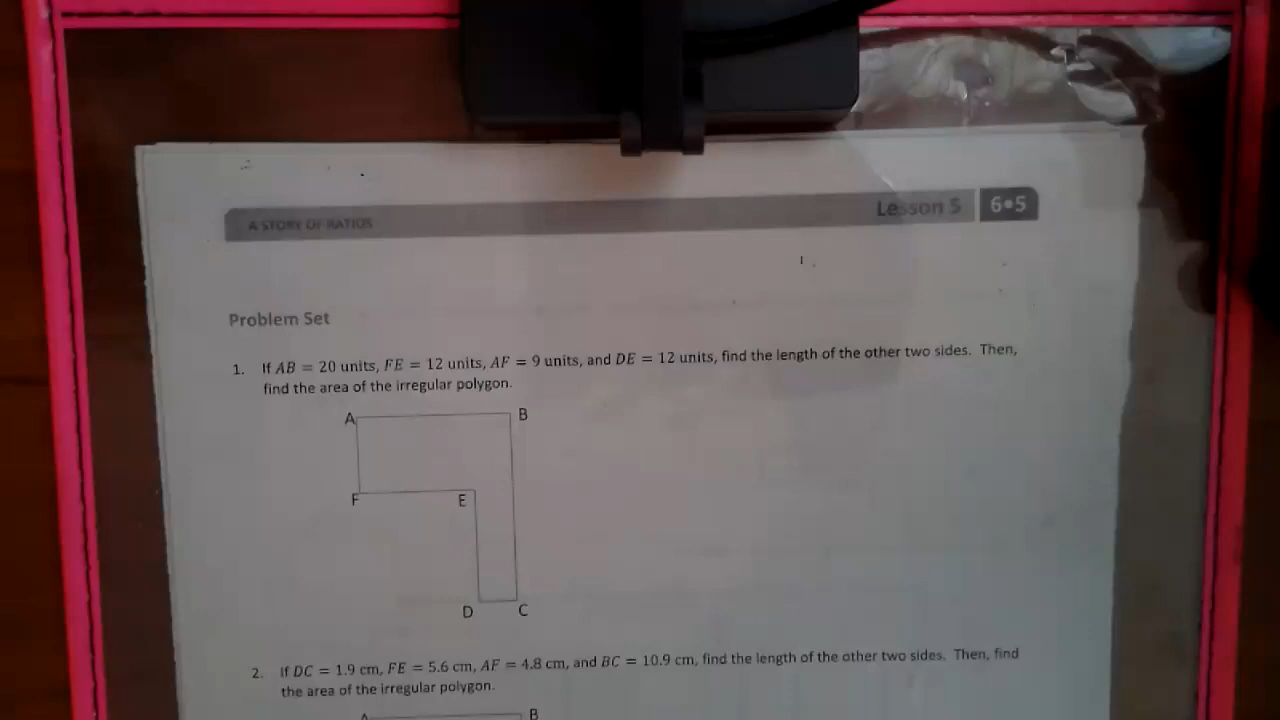 A STORY OF RATIOS
Lesson 5
6•5
Problem Set
1. If AB = 20 units, FE = 12 units, AF = 9 units, and DE = 12 units, find the length of the other two sides. Then,
find the area of the irregular polygon.
A
B
F
E
D
C
2. If DC = 1.9 cm, FE = 5.6 cm, AF = 4.8 cm, and BC = 10.9 cm, find the length of the other two sides. Then, find
the area of the irregular polygon.
A
B